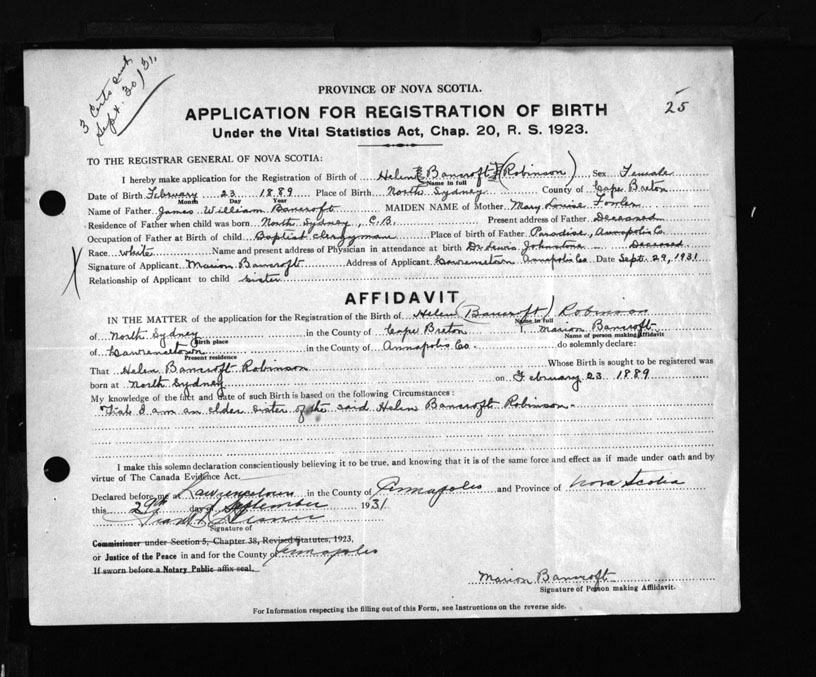 3 Certs sent
Sept. 30/31.
25
PROVINCE OF NOVA SCOTIA.
APPLICATION FOR REGISTRATION OF BIRTH
Under the Vital Statistics Act, Chap. 20, R. S. 1923.
TO THE REGISTRAR GENERAL OF NOVA SCOTIA:
I hereby make application for the Registration of Birth of Helen Bancroft (Robinson) Sex Female
Name in full
Date of Birth February 23 1889 Place of Birth North Sydney County of Cape Breton
Month Day Year
Name of Father James William Bancroft MAIDEN NAME of Mother Mary Louise Fowler
Residence of Father when child was born North Sydney, C.B. Present address of Father Deceased
Occupation of Father at Birth of child Baptist Clergyman Place of birth of Father Paradise, Annapolis Co.
Race white Name and present address of Physician in attendance at birth Dr Lewis Johnstone Deceased
Signature of Applicant Marion Bancroft Address of Applicant Lawrencetown Annapolis Co Date Sept. 29, 1931
Relationship of Applicant to child sister
AFFIDAVIT
IN THE MATTER of the application for the Registration of the Birth of Helen (Bancroft) Robinson
Name in full
of North Sydney in the County of Cape Breton I, Marion Bancroft
Birth place Name of person making Affidavit
of Lawrencetown in the County of Annapolis Co. do solemnly declare:
Present residence
That Helen Bancroft Robinson Whose Birth is sought to be registered was
born at North Sydney on February 23 1889
My knowledge of the fact and date of such Birth is based on the following Circumstances:
That I am an elder sister of the said Helen Bancroft Robinson.
I make this solemn declaration conscientiously believing it to be true, and knowing that it is of the same force and effect as if made under oath and by
virtue of The Canada Evidence Act.
Declared before me at Lawrencetown in the County of Annapolis and Province of Nova Scotia
this 29th day of September 1931
Signature of
Commissioner under Section 5, Chapter 38, Revised Statutes, 1923,
or Justice of the Peace in and for the County of Annapolis
If sworn before a Notary Public affix seal.
Marion Bancroft
Signature of Person making Affidavit.
For Information respecting the filling out of this Form, see Instructions on the reverse side.